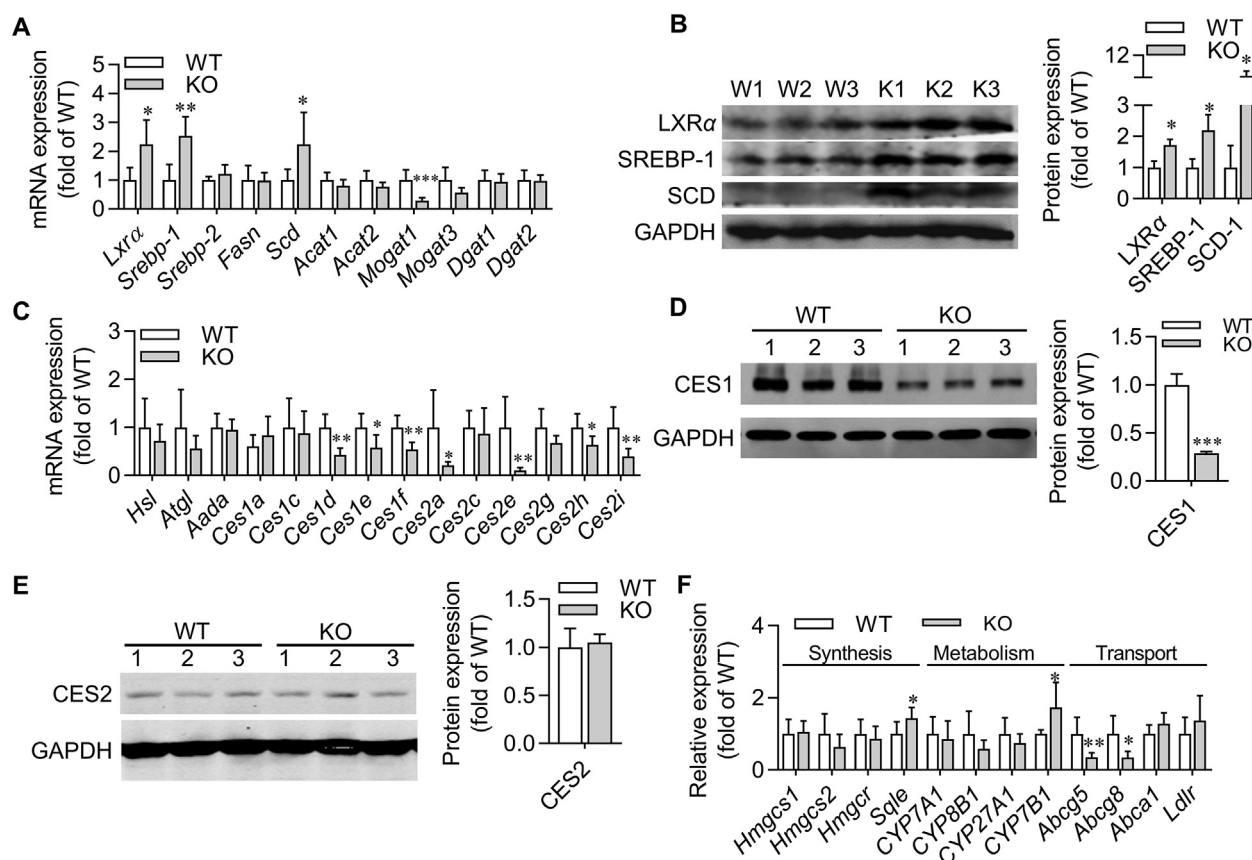 A
mRNA expression
(fold of WT)
WT
KO
5
4
3
2
1
0
*
**
*
***
Lxrα
Srebp-1
Srebp-2
Fasn
Scd
Acat1
Acat2
Mogat1
Mogat3
Dgat1
Dgat2
B
W1 W2 W3 K1 K2 K3
LXRα
SREBP-1
SCD
GAPDH
Protein expression
(fold of WT)
WT
KO
12
3
2
1
0
*
*
*
LXRα
SREBP-1
SCD-1
C
mRNA expression
(fold of WT)
WT
KO
3
2
1
0
**
*
**
*
**
*
**
Hsl
Atgl
Aada
Ces1a
Ces1c
Ces1d
Ces1e
Ces1f
Ces2a
Ces2c
Ces2e
Ces2g
Ces2h
Ces2i
D
WT KO
1 2 3 1 2 3
CES1
GAPDH
Protein expression
(fold of WT)
WT
KO
1.5
1.0
0.5
0.0
***
CES1
E
WT KO
1 2 3 1 2 3
CES2
GAPDH
Protein expression
(fold of WT)
WT
KO
1.5
1.0
0.5
0.0
CES2
F
Relative expression
(fold of WT)
WT KO
Synthesis Metabolism Transport
4
2
0
*
*
**
*
Hmgcs1
Hmgcs2
Hmgcr
Sqle
CYP7A1
CYP8B1
CYP27A1
CYP7B1
Abcg5
Abcg8
Abca1
Ldlr